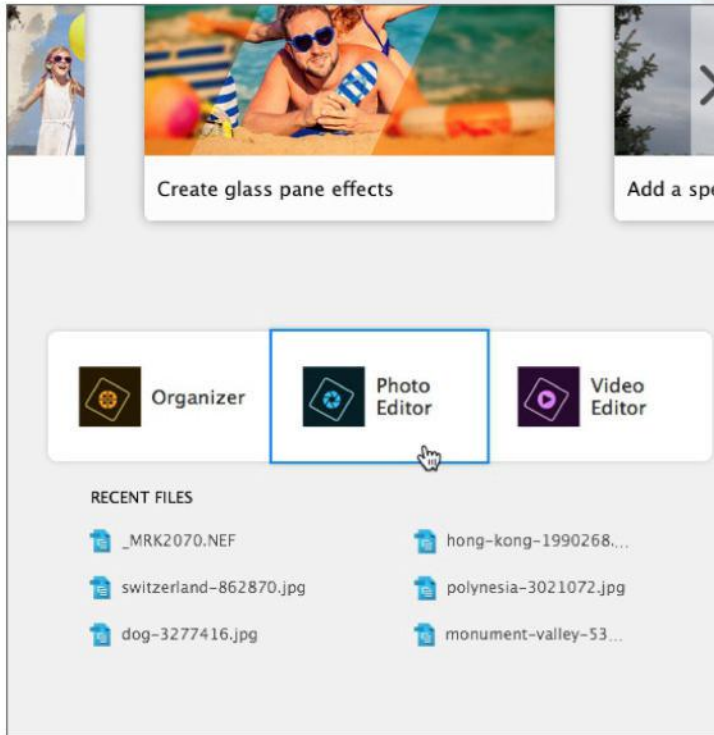 Create glass pane effects
Add a spe
Organizer
Photo
Editor
Video
Editor
RECENT FILES
_MRK2070.NEF
hong-kong-1990268....
switzerland-862870.jpg
polynesia-3021072.jpg
dog-3277416.jpg
monument-valley-53...